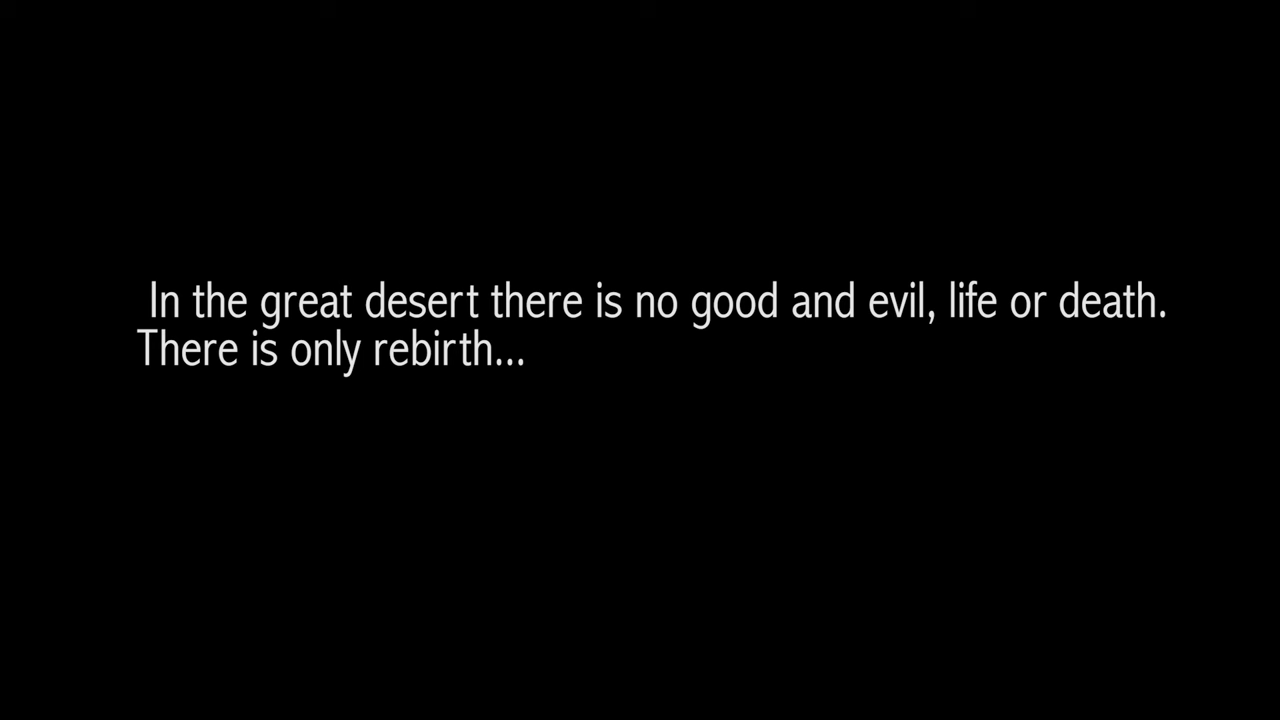 In the great desert there is no good and evil, life or death.
There is only rebirth...